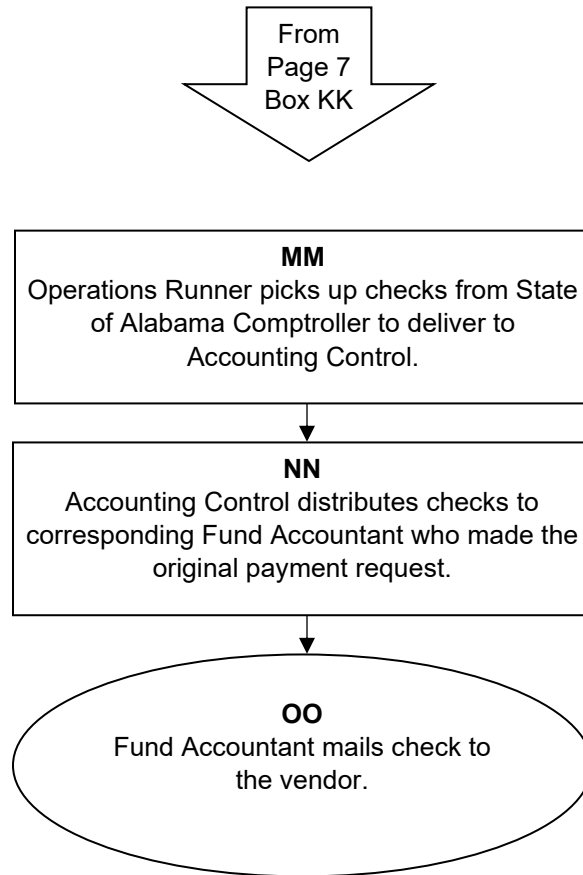 From
Page 7
Box KK
MM
Operations Runner picks up checks from State
of Alabama Comptroller to deliver to
Accounting Control.
NN
Accounting Control distributes checks to
corresponding Fund Accountant who made the
original payment request.
OO
Fund Accountant mails check to
the vendor.